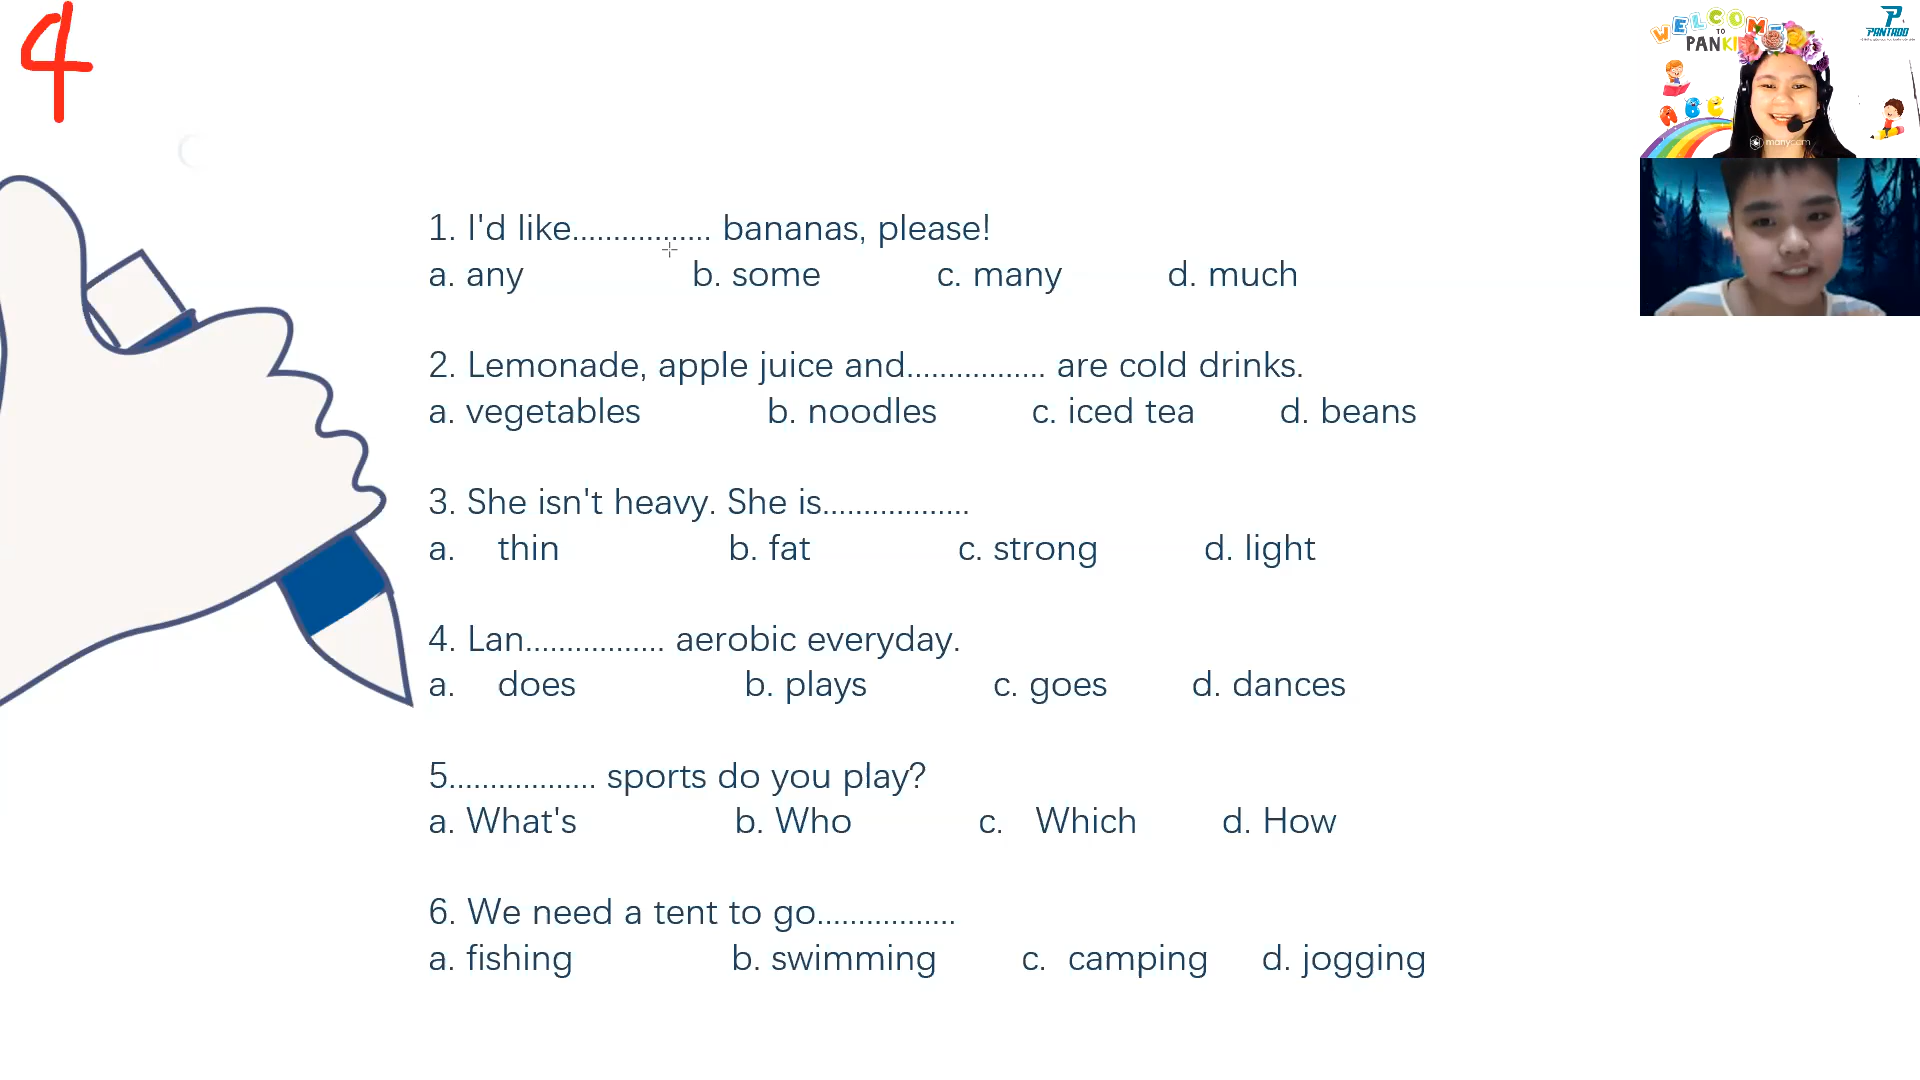 4
WELCOME
TO
PANKI
PANTADO
ABC
manycam
1. I'd like................. bananas, please!
a. any b. some c. many d. much
2. Lemonade, apple juice and................. are cold drinks.
a. vegetables b. noodles c. iced tea d. beans
3. She isn't heavy. She is..................
a. thin b. fat c. strong d. light
4. Lan................. aerobic everyday.
a. does b. plays c. goes d. dances
5.................. sports do you play?
a. What's b. Who c. Which d. How
6. We need a tent to go.................
a. fishing b. swimming c. camping d. jogging